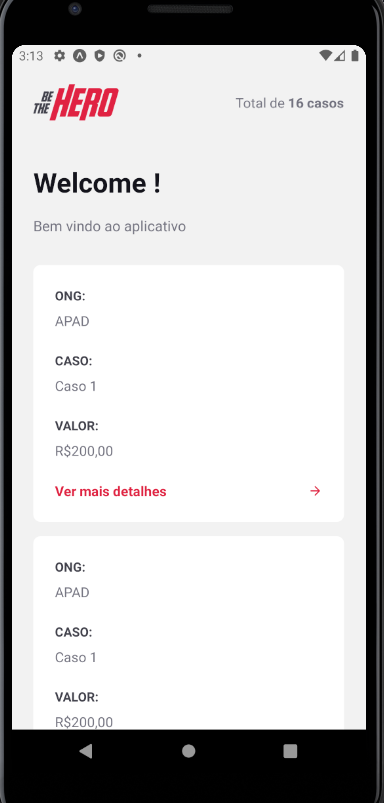 3:13
BE THE HERO
Total de 16 casos
Welcome !
Bem vindo ao aplicativo
ONG:
APAD
CASO:
Caso 1
VALOR:
R$200,00
Ver mais detalhes
ONG:
APAD
CASO:
Caso 1
VALOR:
R$200,00